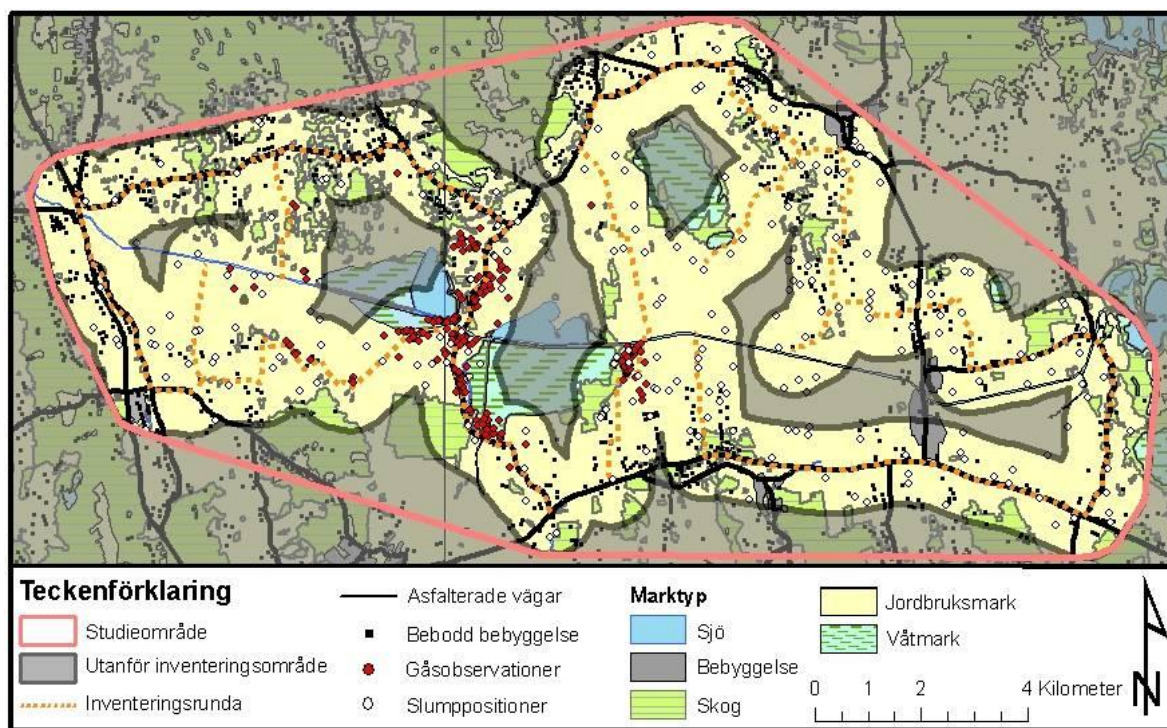 Teckenförklaring
Studieområde
Utanför inventeringsområde
Inventeringsrunda
Asfalterade vägar
Bebodd bebyggelse
Gåsobservationer
Slumppositioner
Marktyp
Sjö
Bebyggelse
Skog
Jordbruksmark
Våtmark
0 1 2 4 Kilometer
N